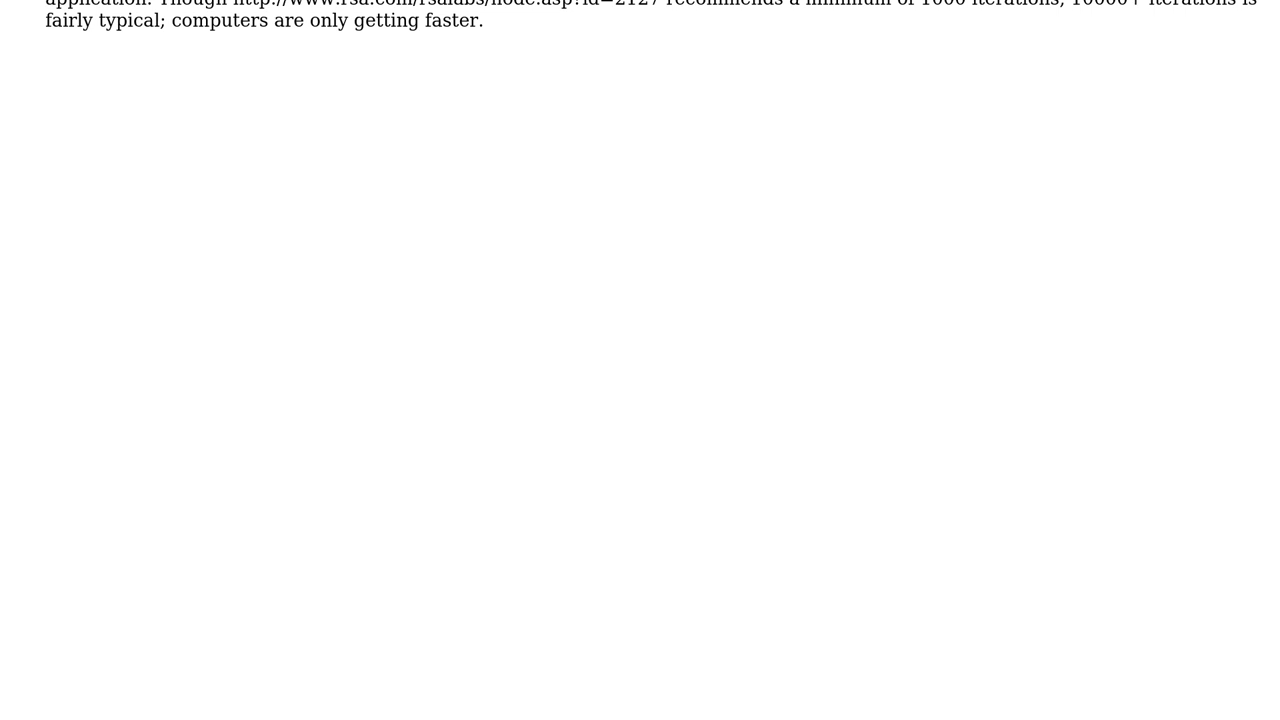 application. Though http://www.rsa.com/rsalabs/node.asp?id=2127 recommends a minimum of 1000 iterations, 10000+ iterations is
fairly typical; computers are only getting faster.